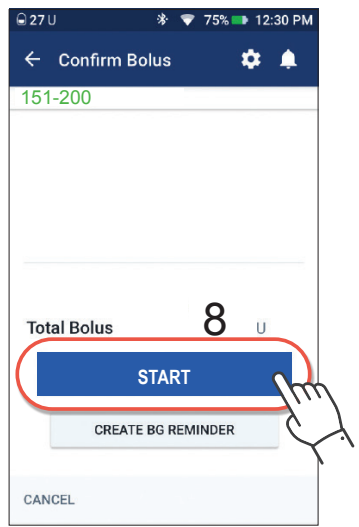 27 U 75% 12:30 PM
Confirm Bolus
151-200
Total Bolus 8 U
START
CREATE BG REMINDER
CANCEL